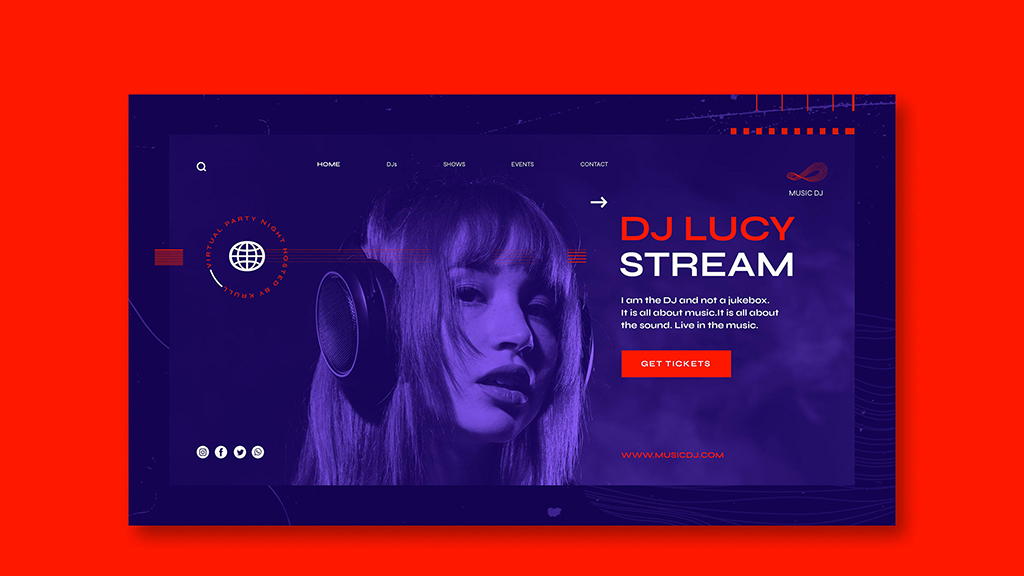 HOME
DJs
SHOWS
EVENTS
CONTACT
MUSIC DJ
VIRTUAL PARTY NIGHT HOSTED BY KRULL
DJ LUCY
STREAM
I am the DJ and not a jukebox.
It is all about music.It is all about
the sound. Live in the music.
GET TICKETS
WWW.MUSICDJ.COM